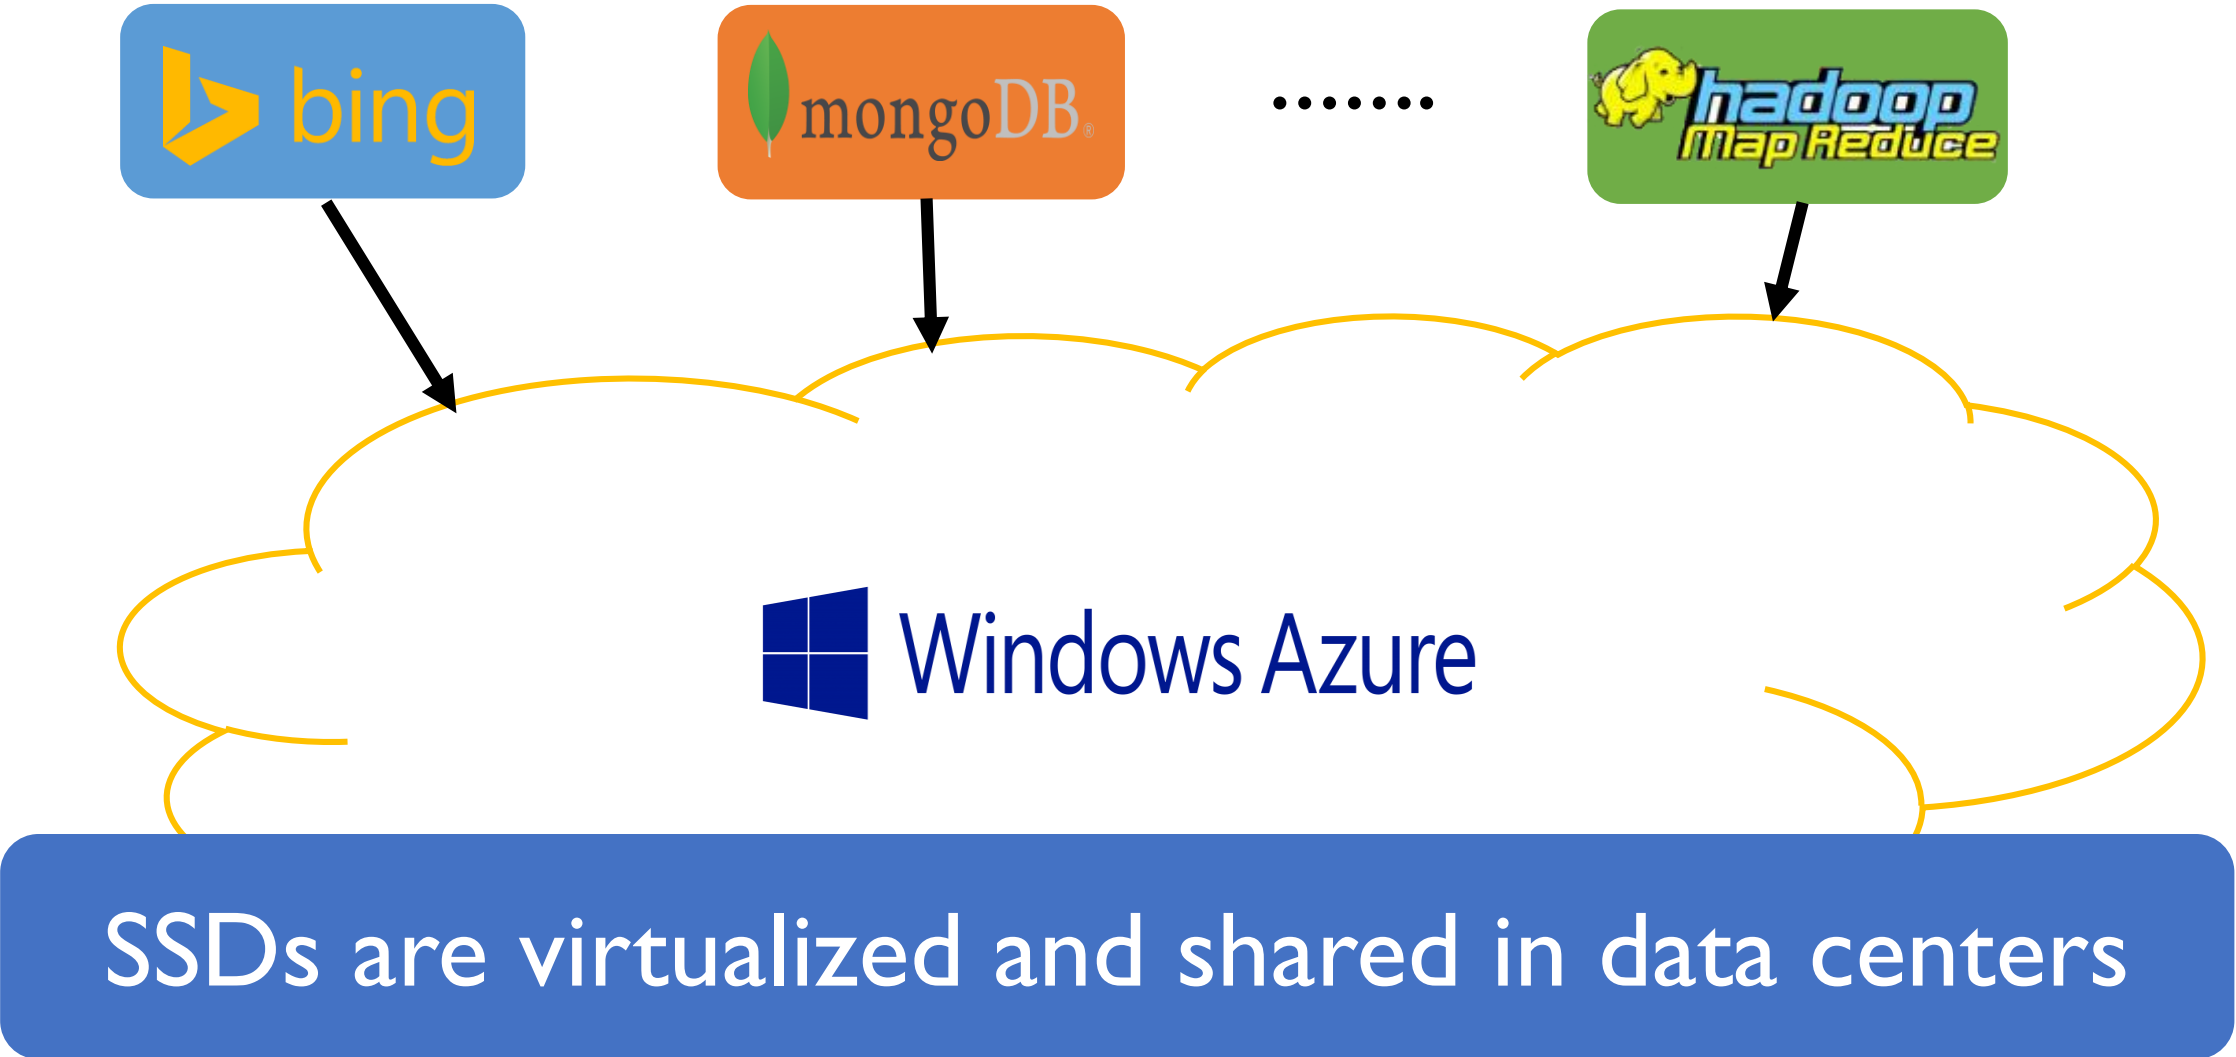 bing
mongoDB®
.......
hadoop
Map Reduce
Windows Azure
SSDs are virtualized and shared in data centers